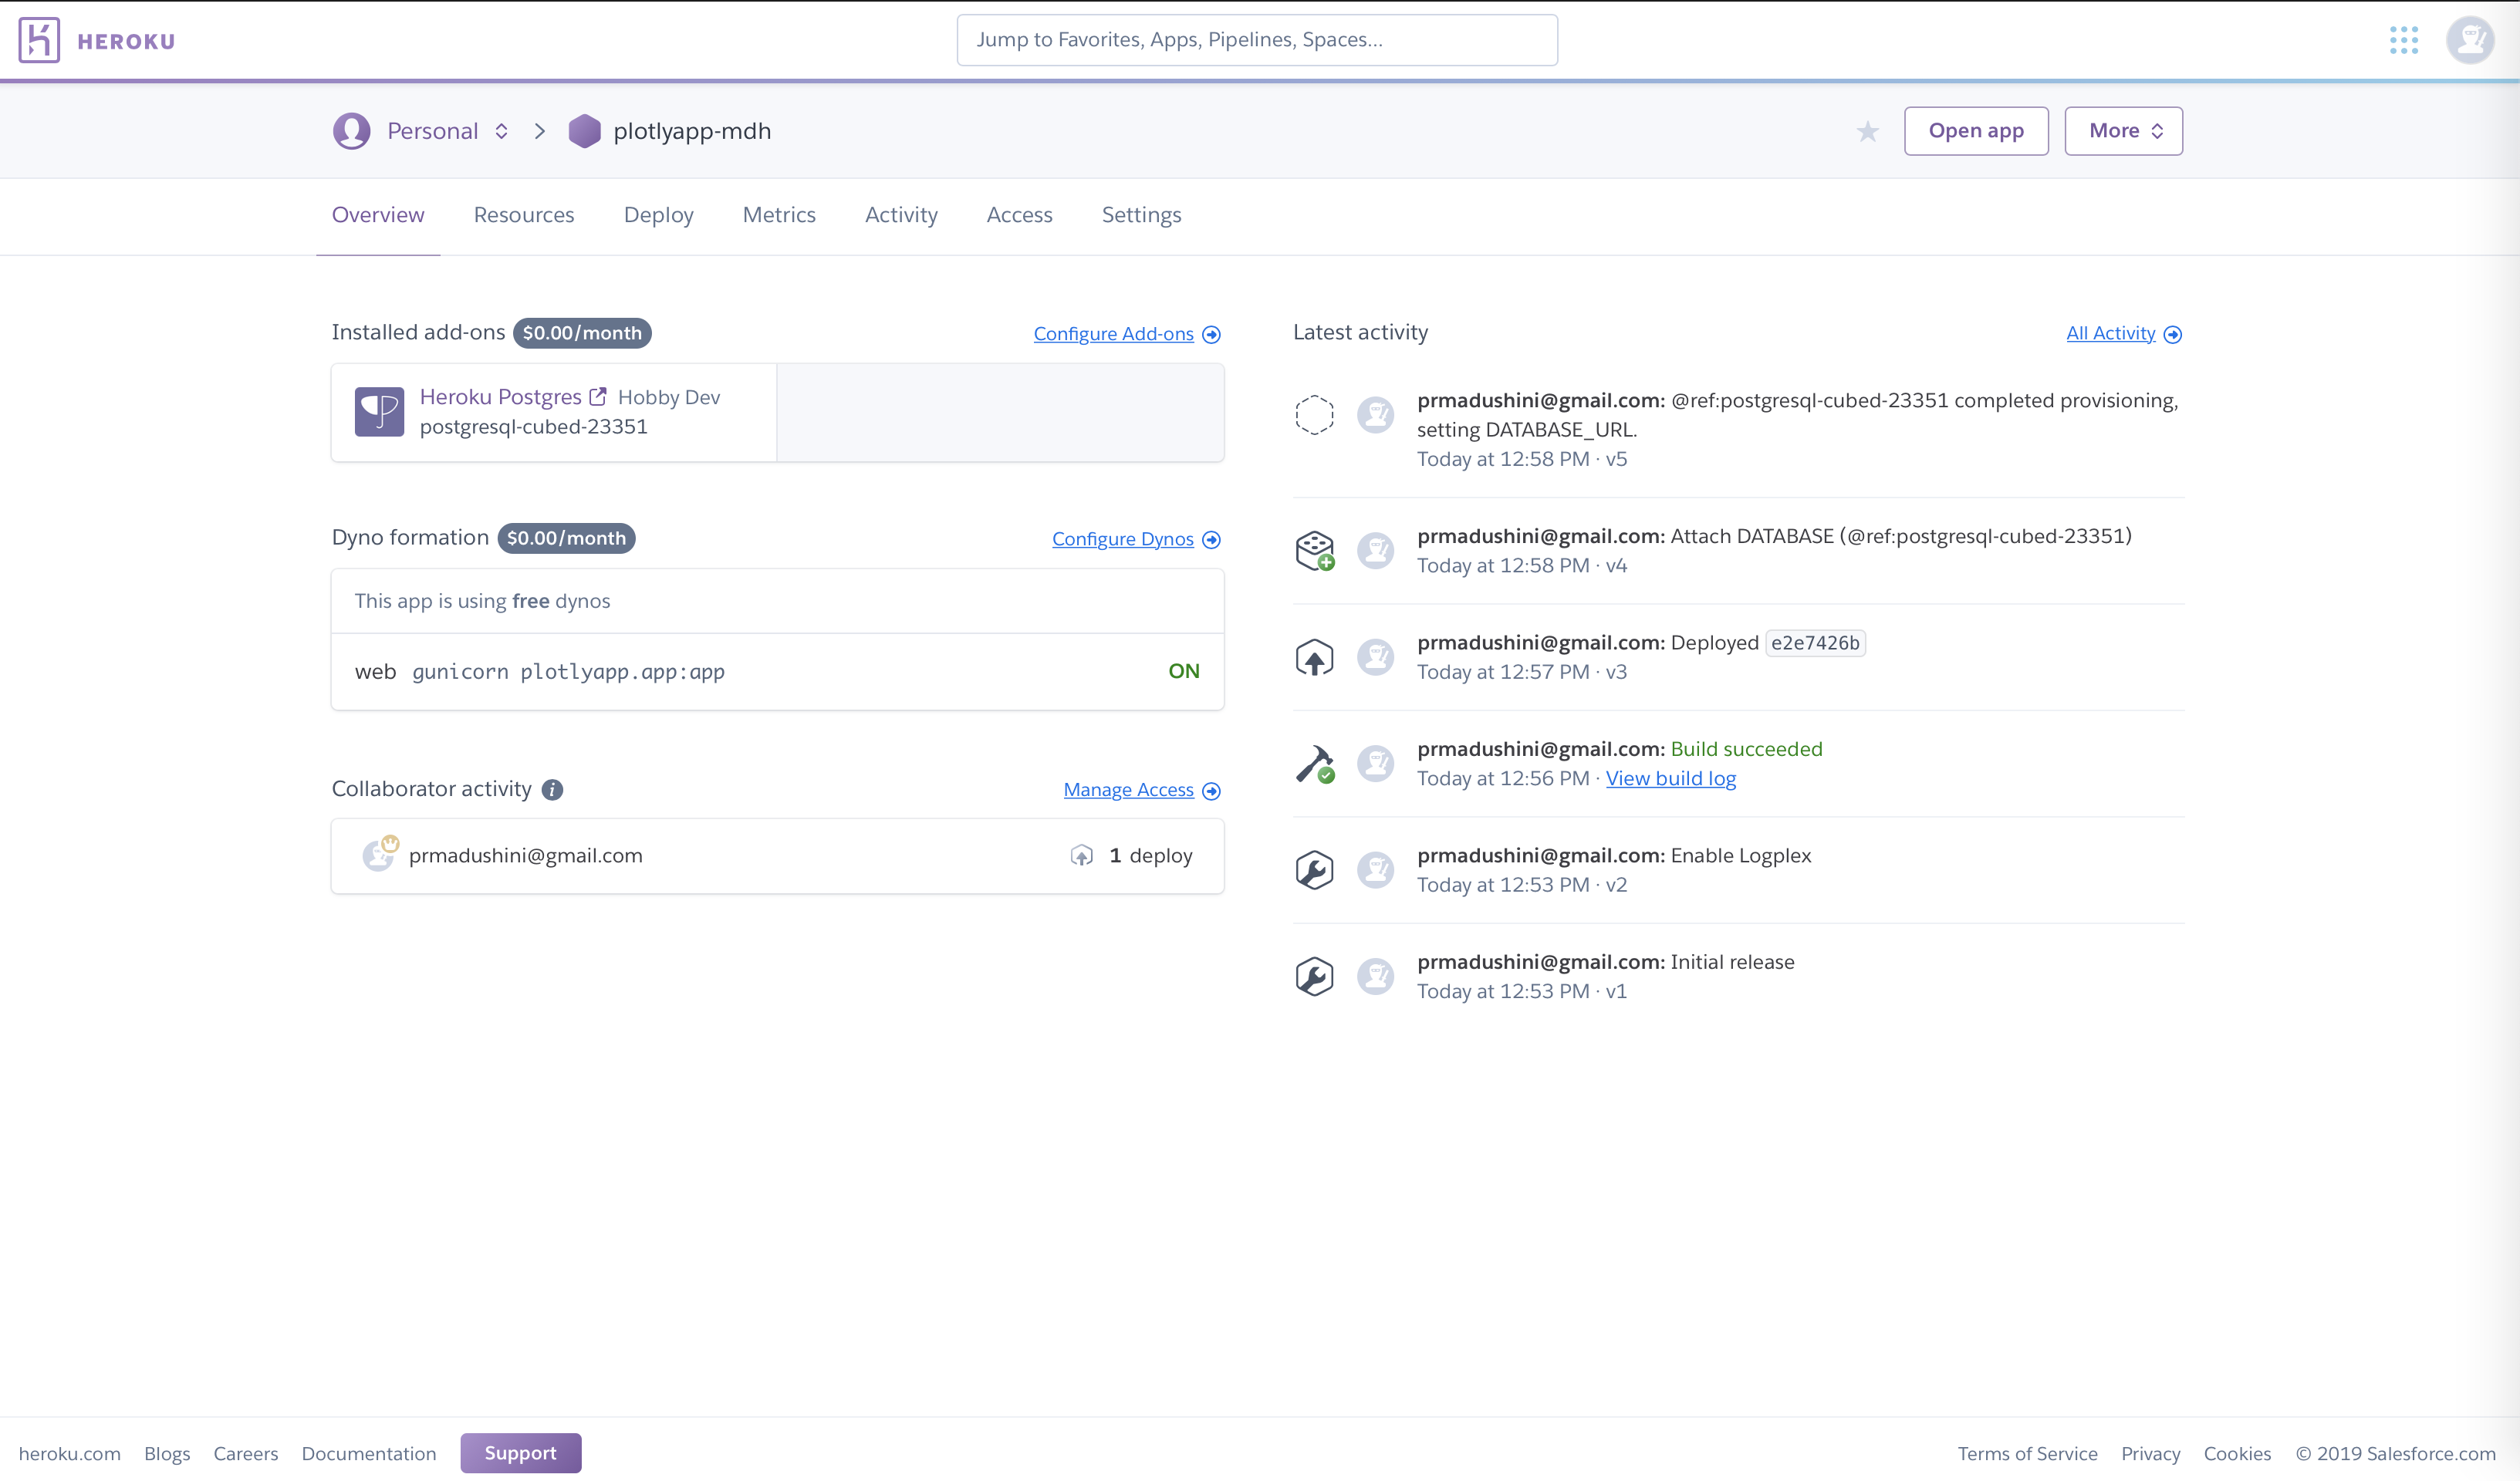 HEROKU
Jump to Favorites, Apps, Pipelines, Spaces...
Personal
plotlyapp-mdh
Open app
More
Overview
Resources
Deploy
Metrics
Activity
Access
Settings
Installed add-ons $0.00/month
Configure Add-ons
Heroku Postgres Hobby Dev
postgresql-cubed-23351
Dyno formation $0.00/month
Configure Dynos
This app is using free dynos
web gunicorn plotlyapp.app:app
ON
Collaborator activity
Manage Access
prmadushini@gmail.com
1 deploy
Latest activity
All Activity
prmadushini@gmail.com: @ref:postgresql-cubed-23351 completed provisioning,
setting DATABASE_URL.
Today at 12:58 PM · v5
prmadushini@gmail.com: Attach DATABASE (@ref:postgresql-cubed-23351)
Today at 12:58 PM · v4
prmadushini@gmail.com: Deployed e2e7426b
Today at 12:57 PM · v3
prmadushini@gmail.com: Build succeeded
Today at 12:56 PM · View build log
prmadushini@gmail.com: Enable Logplex
Today at 12:53 PM · v2
prmadushini@gmail.com: Initial release
Today at 12:53 PM · v1
heroku.com
Blogs
Careers
Documentation
Support
Terms of Service
Privacy
Cookies
© 2019 Salesforce.com